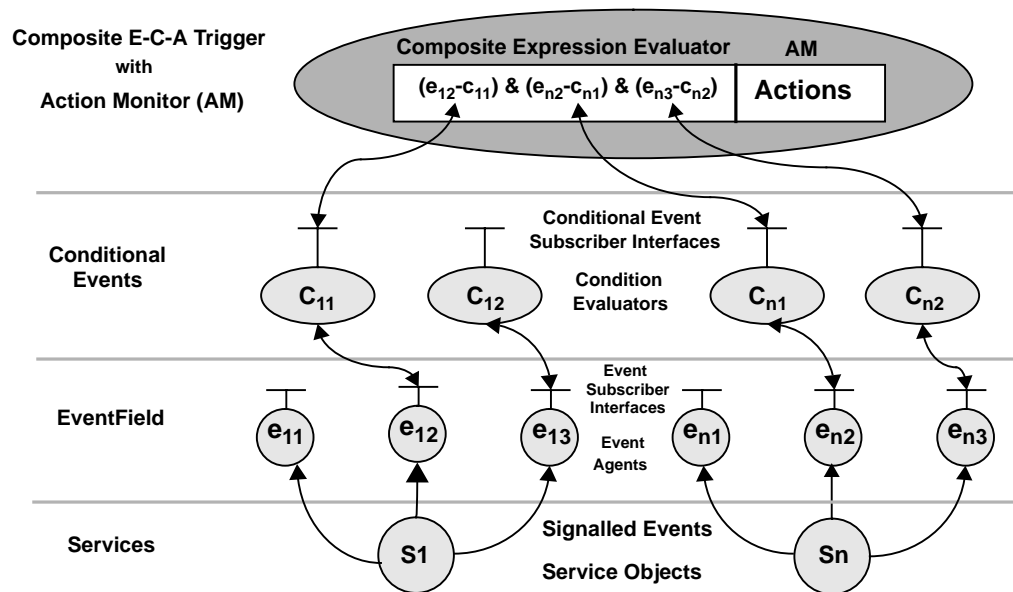 Composite E-C-A Trigger
with
Action Monitor (AM)
Composite Expression Evaluator
AM
(e12-c11) & (en2-cn1) & (en3-cn2)
Actions
Conditional
Events
Conditional Event
Subscriber Interfaces
Condition
Evaluators
C11
C12
Cn1
Cn2
EventField
Event
Subscriber
Interfaces
Event
Agents
e11
e12
e13
en1
en2
en3
Services
S1
Signalled Events
Service Objects
Sn